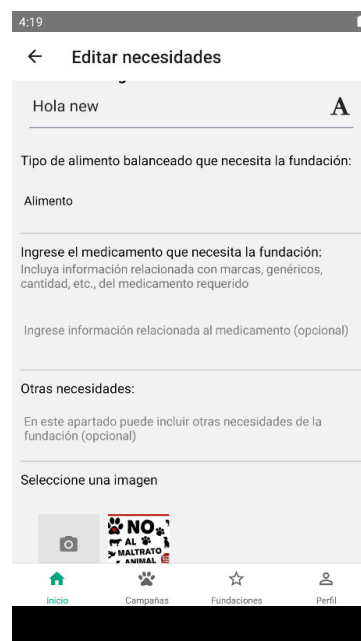 4:19
Editar necesidades
Hola new
A
Tipo de alimento balanceado que necesita la fundación:
Alimento
Ingrese el medicamento que necesita la fundación:
Incluya información relacionada con marcas, genéricos,
cantidad, etc., del medicamento requerido
Ingrese información relacionada al medicamento (opcional)
Otras necesidades:
En este apartado puede incluir otras necesidades de la
fundación (opcional)
Seleccione una imagen
NO
AL
MALTRATO
ANIMAL
Inicio
Campañas
Fundaciones
Perfil